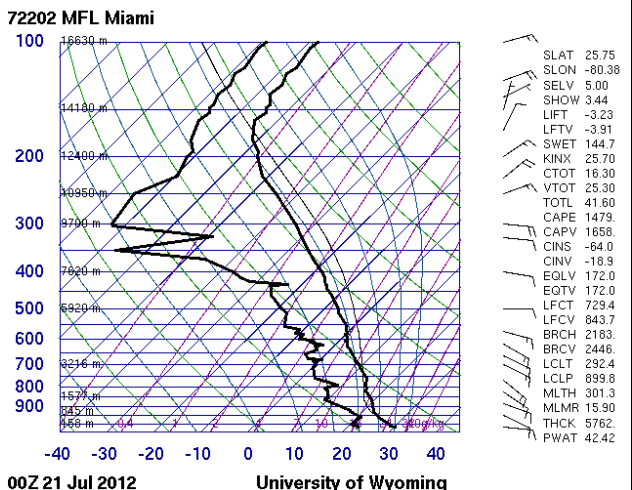 72202 MFL Miami
100
16630 m
SLAT 25.75
SLON -80.38
SELV 5.00
SHOW 3.44
LIFT -3.23
LFTV -3.91
SWET 144.7
KINX 25.70
CTOT 16.30
VTOT 25.30
TOTL 41.60
CAPE 1479.
CAPV 1658.
CINS -64.0
CINV -18.9
EQLV 172.0
EQTV 172.0
LFCT 729.4
LFCV 843.7
BRCH 2183.
BRCV 2446.
LCLT 292.4
LCLP 899.8
MLTH 301.3
MLMR 15.90
THCK 5762.
PWAT 42.42
14180 m
200
12400 m
10950 m
300
9700 m
400
7620 m
500
5920 m
600
700
3216 m
800
1577 m
900
845 m
158 m
0.4
1
2
4
7
10
g/kg
-40 -30 -20 -10 0 10 20 30 40
00Z 21 Jul 2012
University of Wyoming